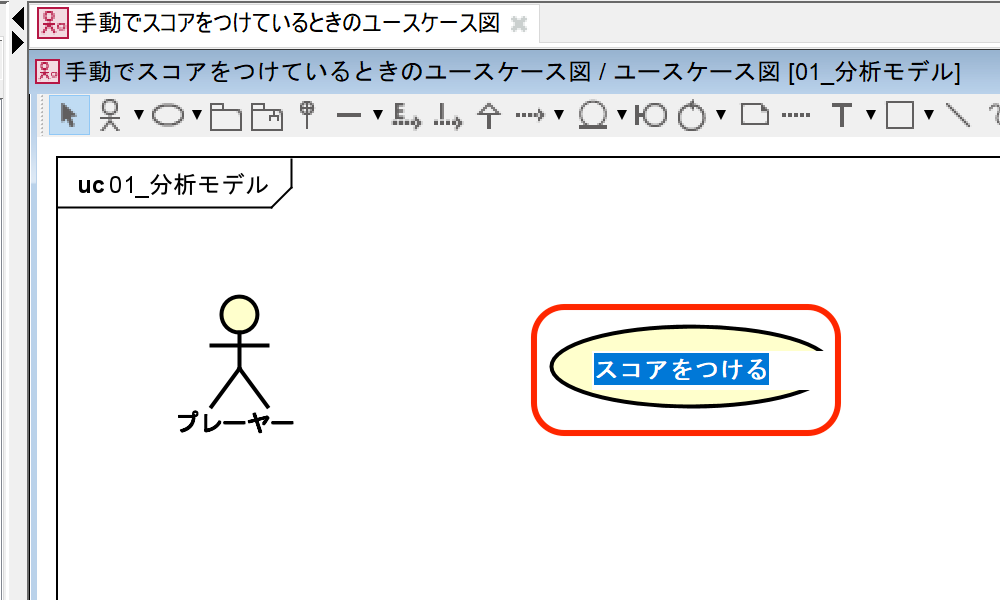 手動でスコアをつけているときのユースケース図
手動でスコアをつけているときのユースケース図 / ユースケース図 [01_分析モデル]
uc 01_分析モデル
スコアをつける
プレーヤー